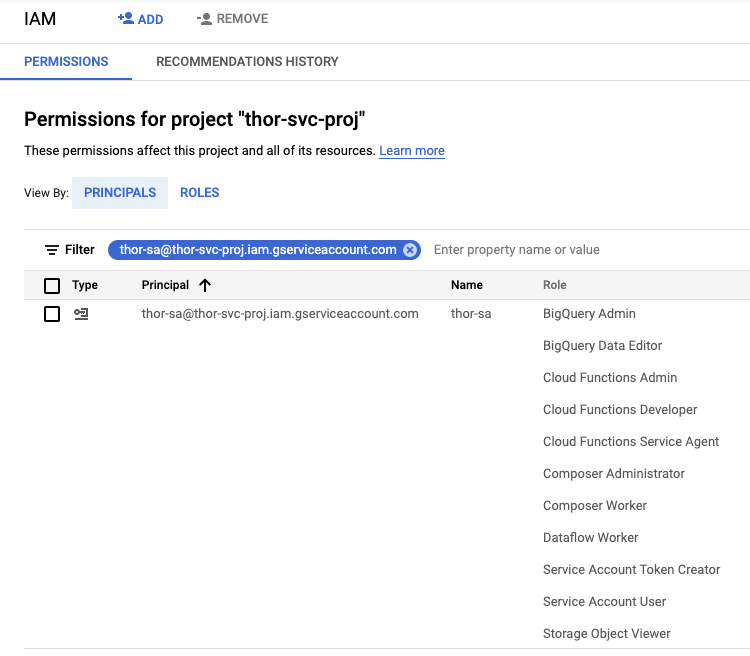 IAM ADD REMOVE
PERMISSIONS RECOMMENDATIONS HISTORY
Permissions for project "thor-svc-proj"
These permissions affect this project and all of its resources. Learn more
View By: PRINCIPALS ROLES
Filter thor-sa@thor-svc-proj.iam.gserviceaccount.com Enter property name or value
Type Principal Name Role
thor-sa@thor-svc-proj.iam.gserviceaccount.com thor-sa BigQuery Admin
BigQuery Data Editor
Cloud Functions Admin
Cloud Functions Developer
Cloud Functions Service Agent
Composer Administrator
Composer Worker
Dataflow Worker
Service Account Token Creator
Service Account User
Storage Object Viewer